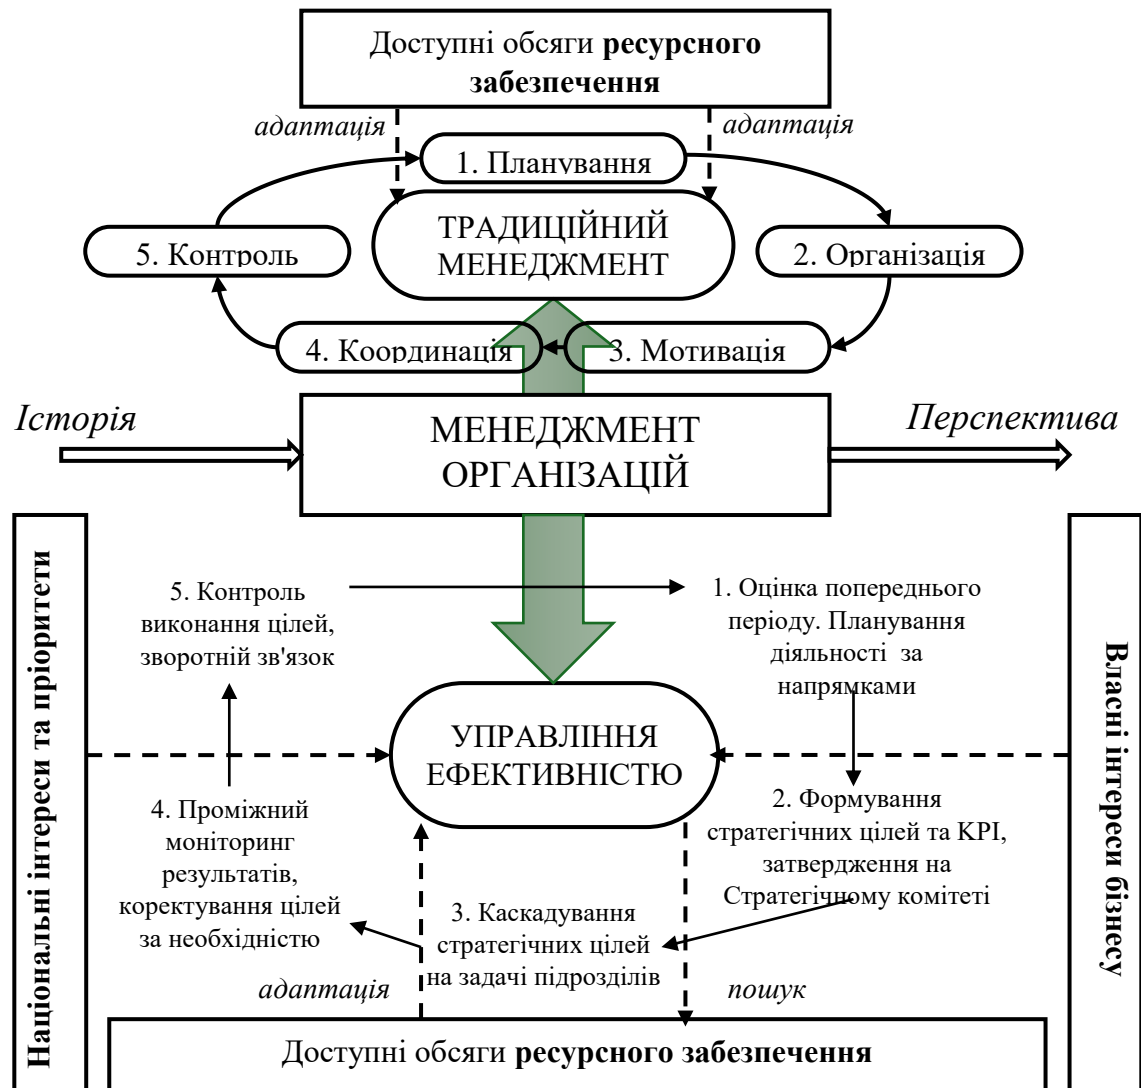 Доступні обсяги ресурсного
забезпечення
адаптація
адаптація
1. Планування
ТРАДИЦІЙНИЙ
МЕНЕДЖМЕНТ
5. Контроль
2. Організація
4. Координація
3. Мотивація
Історія
МЕНЕДЖМЕНТ
ОРГАНІЗАЦІЙ
Перспектива
Національні інтереси та пріоритети
Власні інтереси бізнесу
5. Контроль
виконання цілей,
зворотній зв'язок
1. Оцінка попереднього
періоду. Планування
діяльності за
напрямками
УПРАВЛІННЯ
ЕФЕКТИВНІСТЮ
2. Формування
стратегічних цілей та KPI,
затвердження на
Стратегічному комітеті
4. Проміжний
моніторинг
результатів,
коректування цілей
за необхідністю
3. Каскадування
стратегічних цілей
на задачі підрозділів
адаптація
пошук
Доступні обсяги ресурсного забезпечення